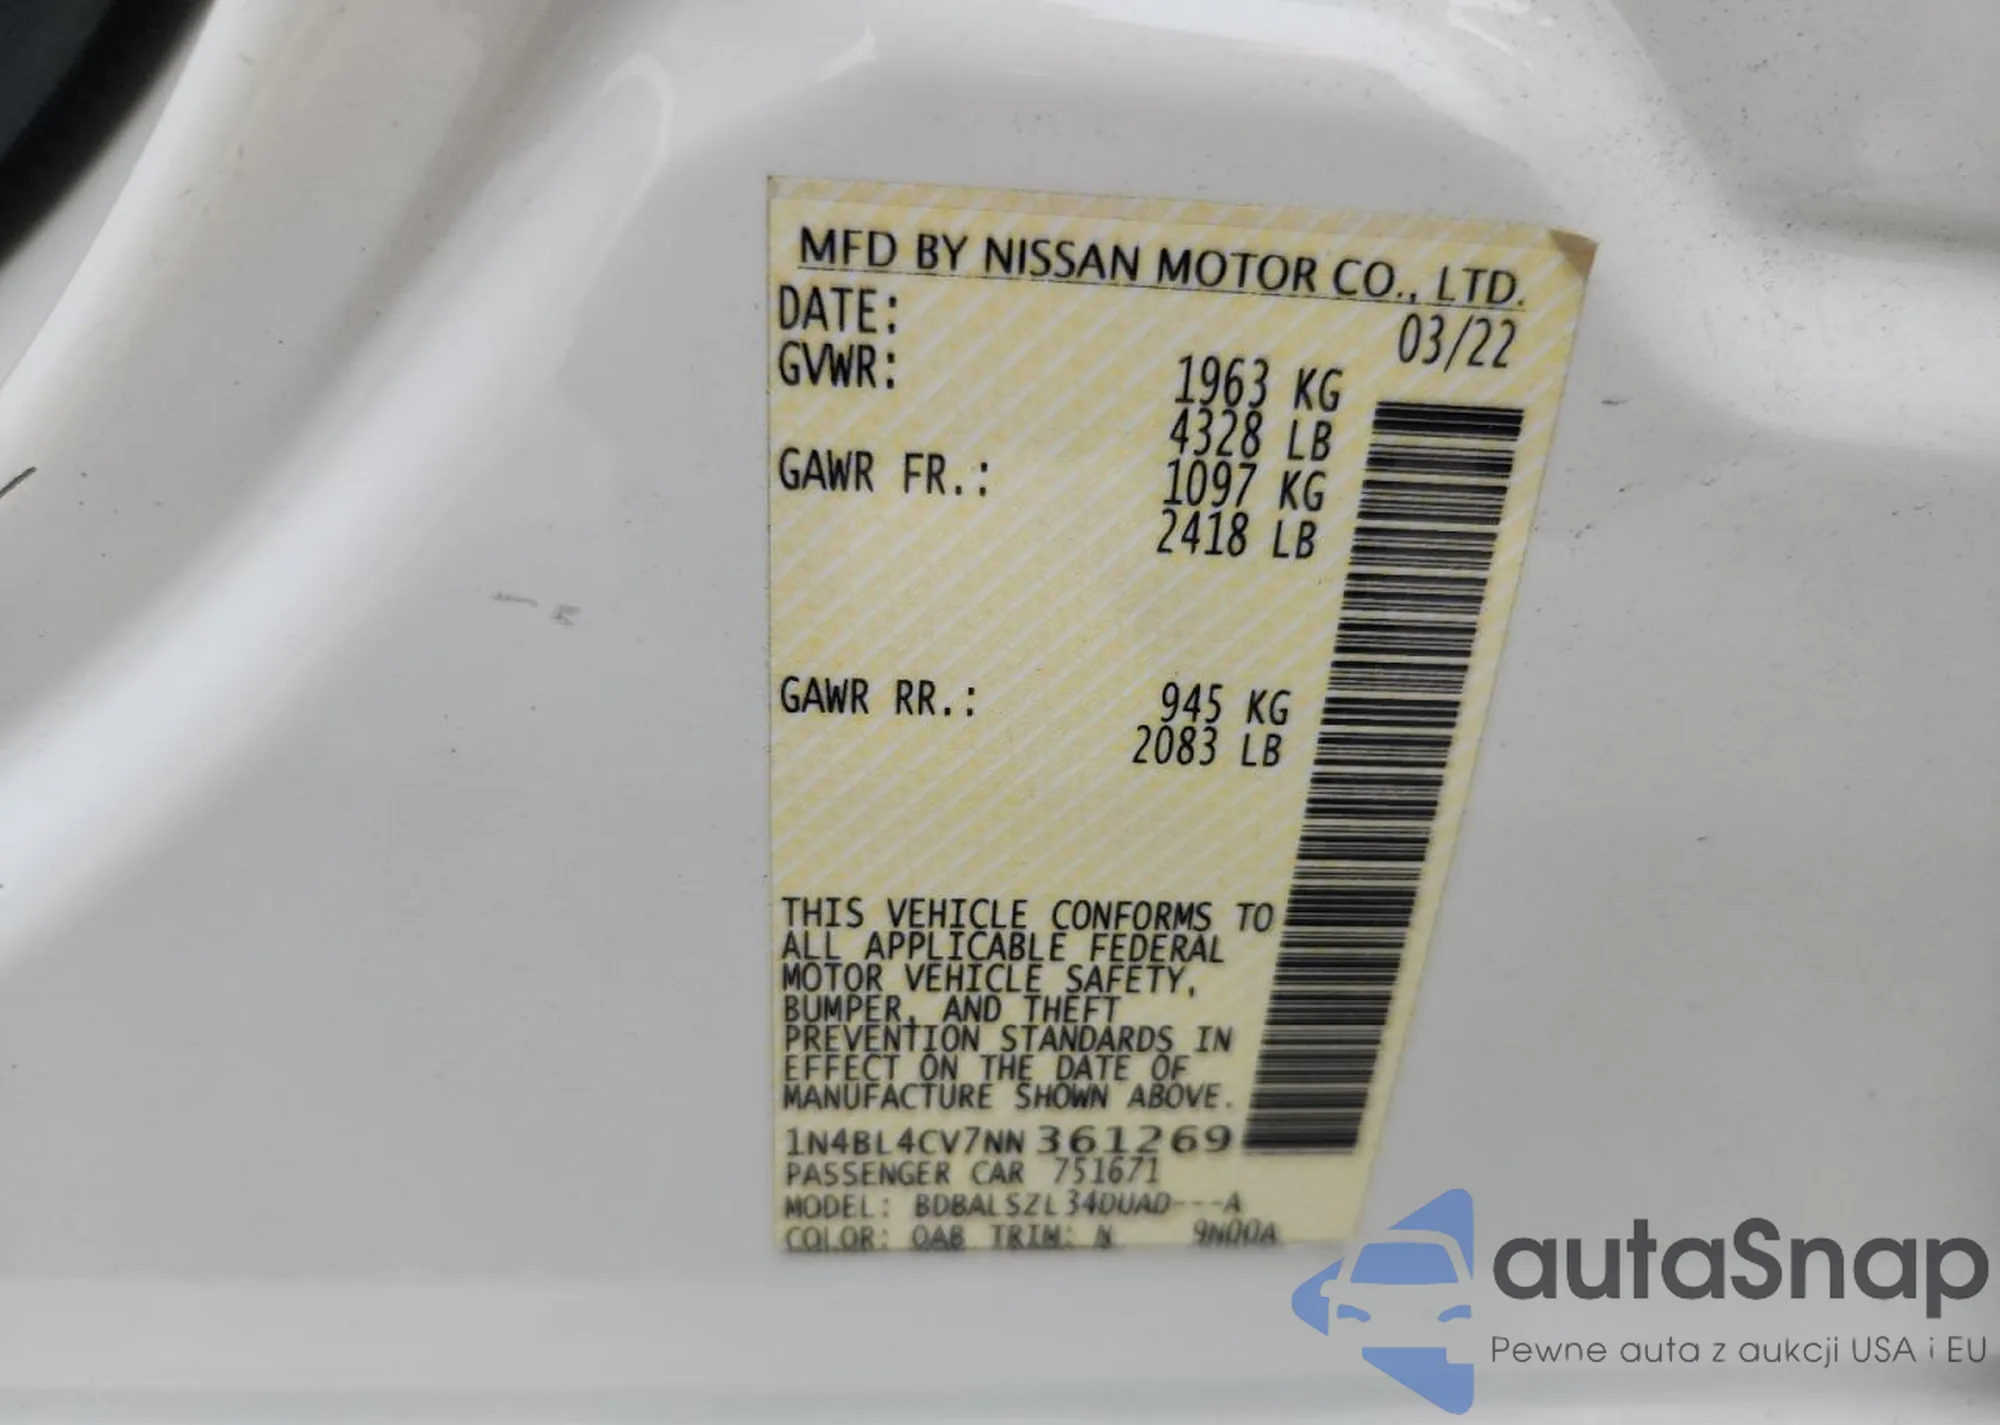 MFD BY NISSAN MOTOR CO., LTD.
DATE: 03/22
GVWR: 1963 KG
4328 LB
GAWR FR.: 1097 KG
2418 LB
GAWR RR.: 945 KG
2083 LB
THIS VEHICLE CONFORMS TO
ALL APPLICABLE FEDERAL
MOTOR VEHICLE SAFETY,
BUMPER, AND THEFT
PREVENTION STANDARDS IN
EFFECT ON THE DATE OF
MANUFACTURE SHOWN ABOVE.
1N4BL4CV7NN361269
PASSENGER CAR 751671
MODEL: BDBALSZL34DUAD---A
COLOR: QAB TRIM: N 9N00A
autaSnap
Pewne auta z aukcji USA i EU